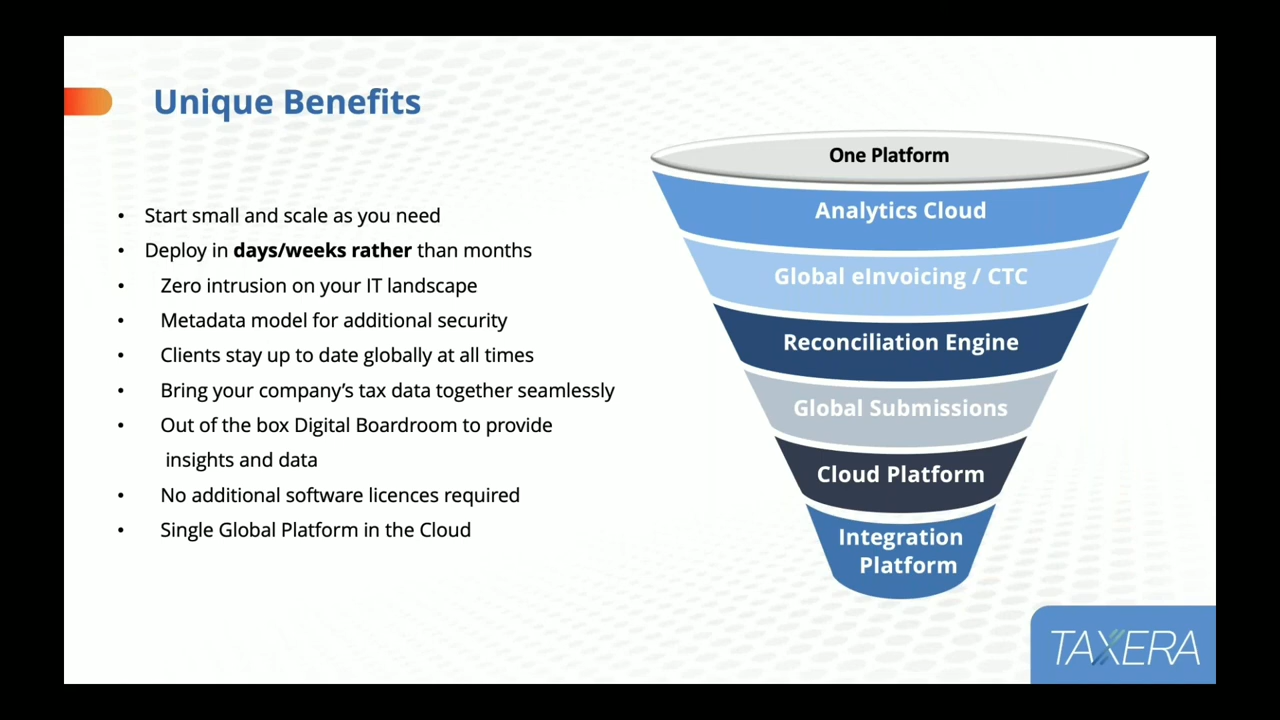 Unique Benefits
• Start small and scale as you need
• Deploy in days/weeks rather than months
• Zero intrusion on your IT landscape
• Metadata model for additional security
• Clients stay up to date globally at all times
• Bring your company’s tax data together seamlessly
• Out of the box Digital Boardroom to provide
insights and data
• No additional software licences required
• Single Global Platform in the Cloud
One Platform
Analytics Cloud
Global eInvoicing / CTC
Reconciliation Engine
Global Submissions
Cloud Platform
Integration
Platform
TAXERA